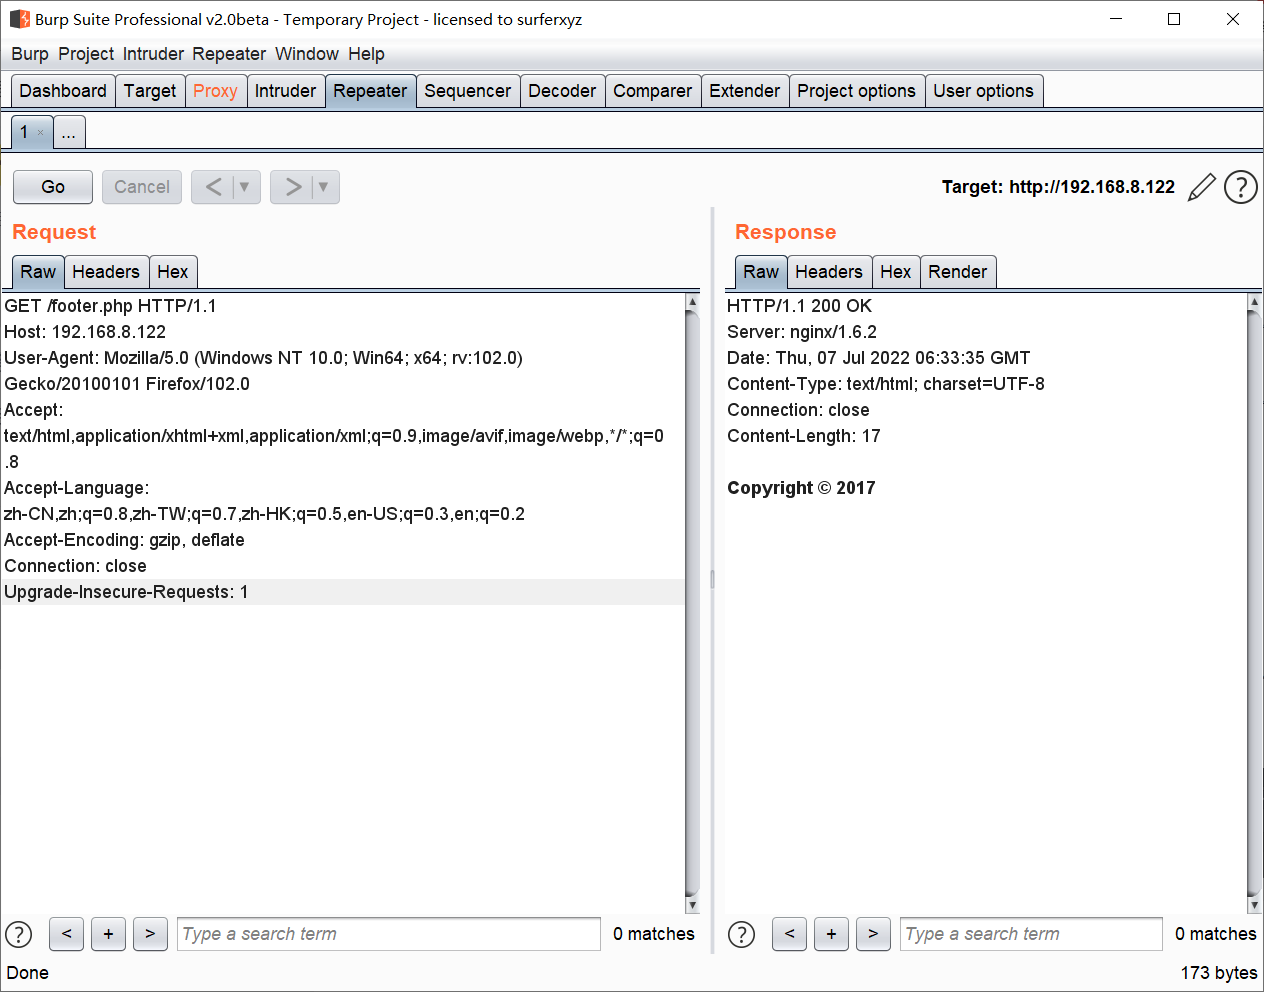 Burp Suite Professional v2.0beta - Temporary Project - licensed to surferxyz
Burp Project Intruder Repeater Window Help
Dashboard Target Proxy Intruder Repeater Sequencer Decoder Comparer Extender Project options User options
1 × ...
Go Cancel < ▼ > ▼ Target: http://192.168.8.122 ?
Request
Raw Headers Hex
GET /footer.php HTTP/1.1
Host: 192.168.8.122
User-Agent: Mozilla/5.0 (Windows NT 10.0; Win64; x64; rv:102.0)
Gecko/20100101 Firefox/102.0
Accept:
text/html,application/xhtml+xml,application/xml;q=0.9,image/avif,image/webp,*/*;q=0
.8
Accept-Language:
zh-CN,zh;q=0.8,zh-TW;q=0.7,zh-HK;q=0.5,en-US;q=0.3,en;q=0.2
Accept-Encoding: gzip, deflate
Connection: close
Upgrade-Insecure-Requests: 1
? < + > Type a search term 0 matches
Response
Raw Headers Hex Render
HTTP/1.1 200 OK
Server: nginx/1.6.2
Date: Thu, 07 Jul 2022 06:33:35 GMT
Content-Type: text/html; charset=UTF-8
Connection: close
Content-Length: 17
Copyright © 2017
? < + > Type a search term 0 matches
Done 173 bytes